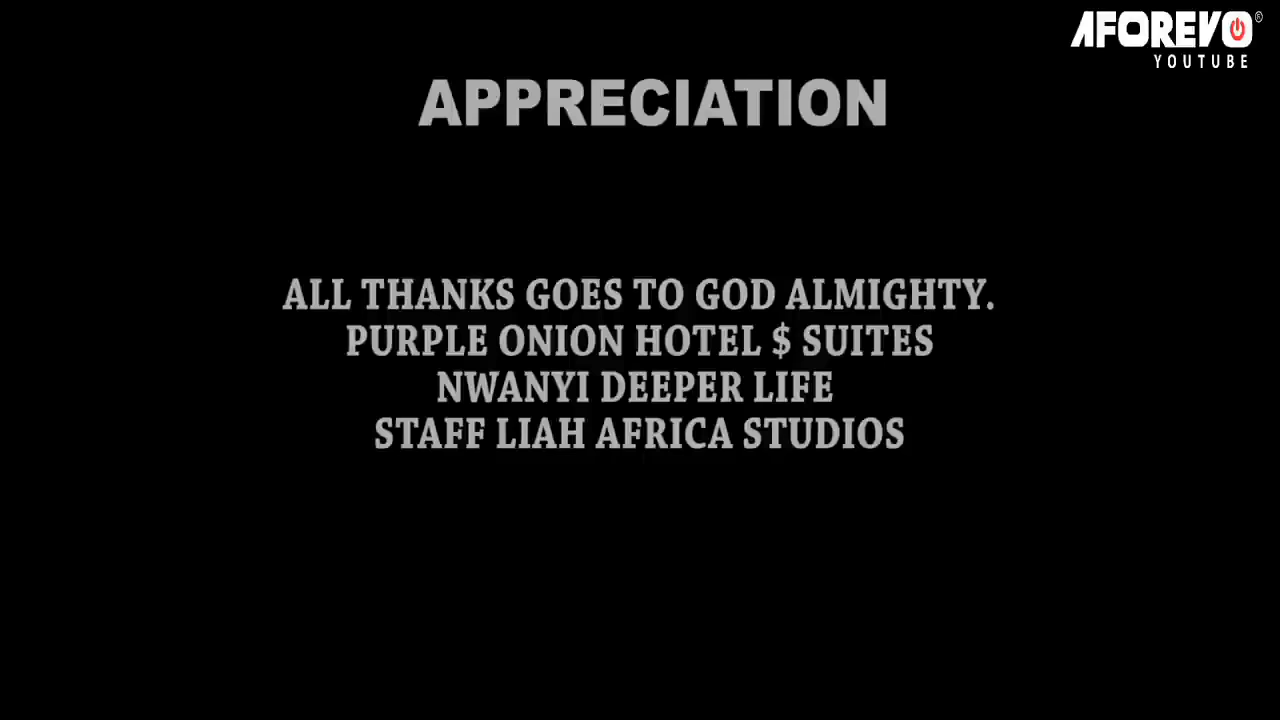 AFOREVO®
YOUTUBE
APPRECIATION
ALL THANKS GOES TO GOD ALMIGHTY.
PURPLE ONION HOTEL $ SUITES
NWANYI DEEPER LIFE
STAFF LIAH AFRICA STUDIOS